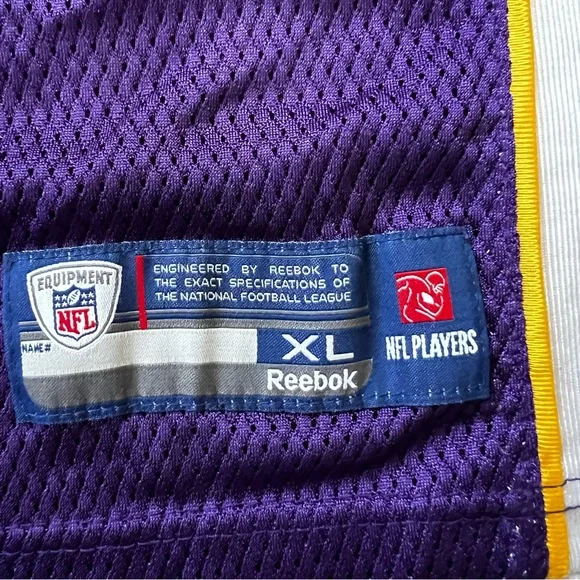 EQUIPMENT
NFL
NAME#
ENGINEERED BY REEBOK TO
THE EXACT SPECIFICATIONS OF
THE NATIONAL FOOTBALL LEAGUE
XL
Reebok
NFL PLAYERS